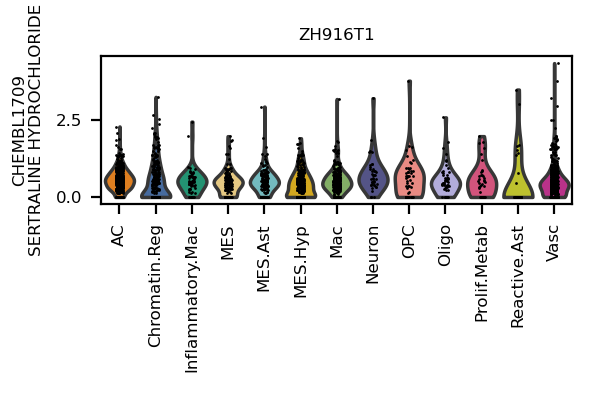 ZH916T1
CHEMBL1709
SERTRALINE HYDROCHLORIDE
2.5
0.0
AC
Chromatin.Reg
Inflammatory.Mac
MES
MES.Ast
MES.Hyp
Mac
Neuron
OPC
Oligo
Prolif.Metab
Reactive.Ast
Vasc